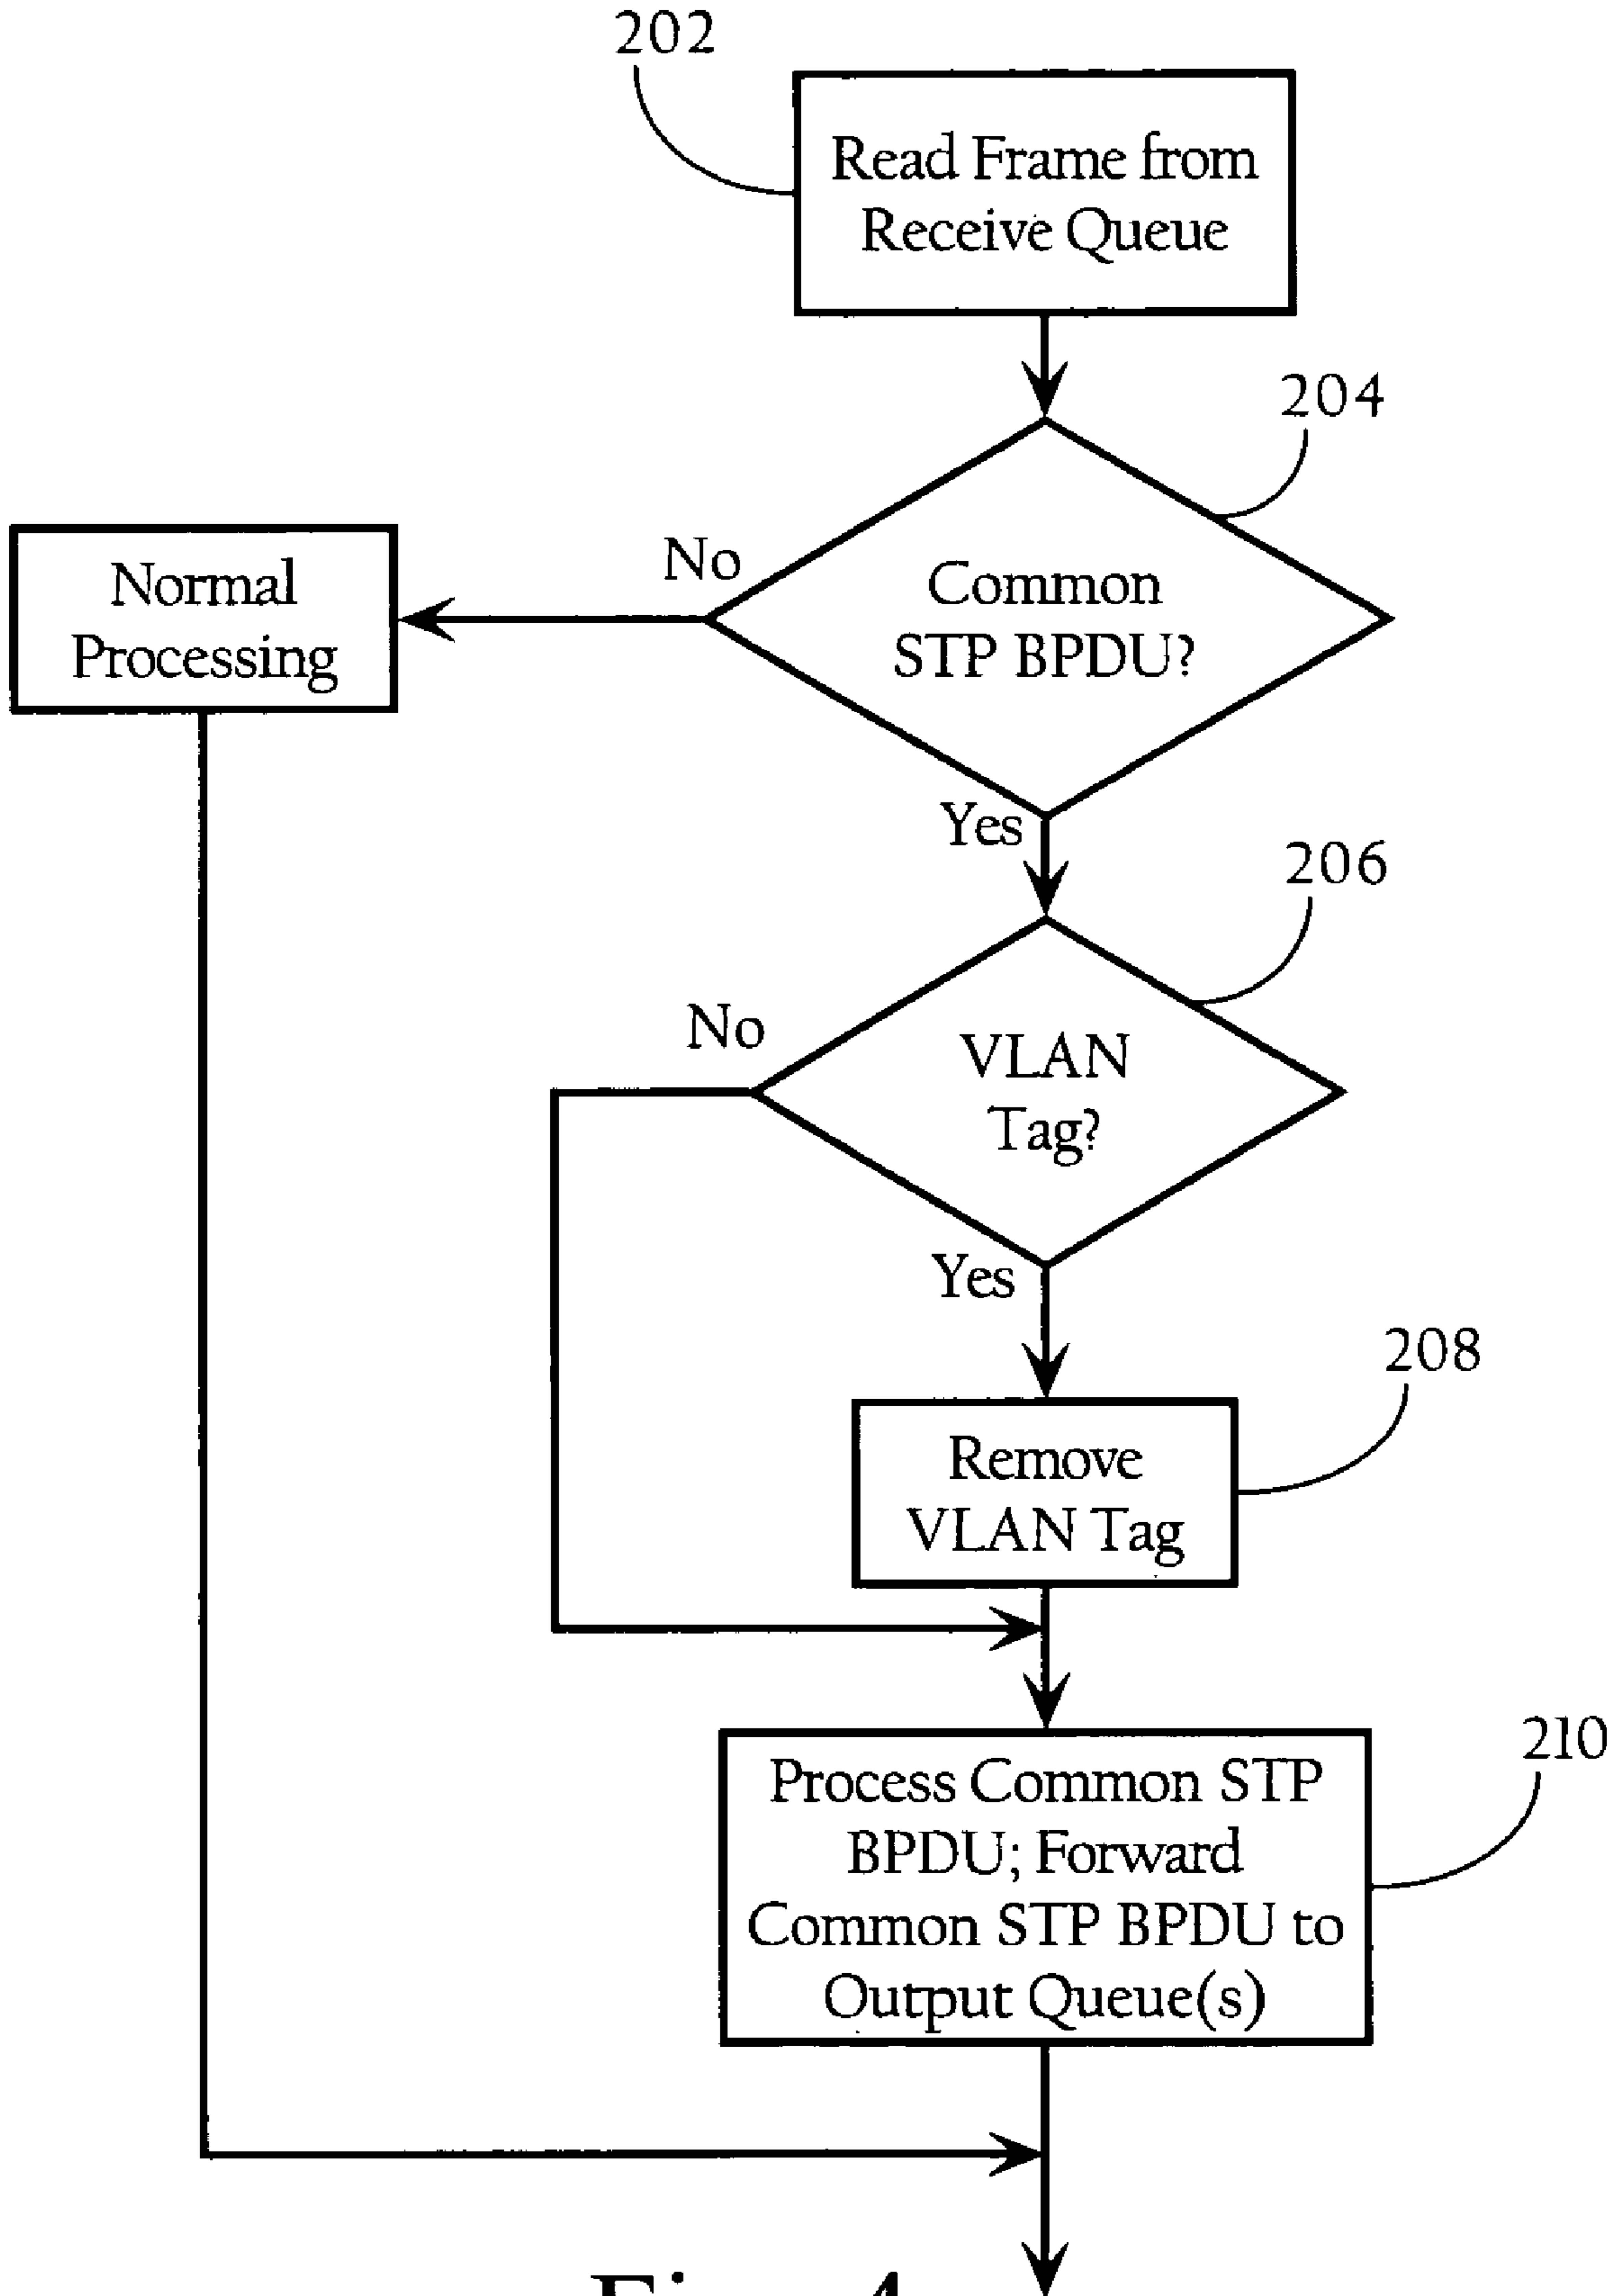 202
Read Frame from
Receive Queue
204
No
Common
STP BPDU?
Normal
Processing
Yes
206
No
VLAN
Tag?
Yes
208
Remove
VLAN Tag
210
Process Common STP
BPDU; Forward
Common STP BPDU to
Output Queue(s)